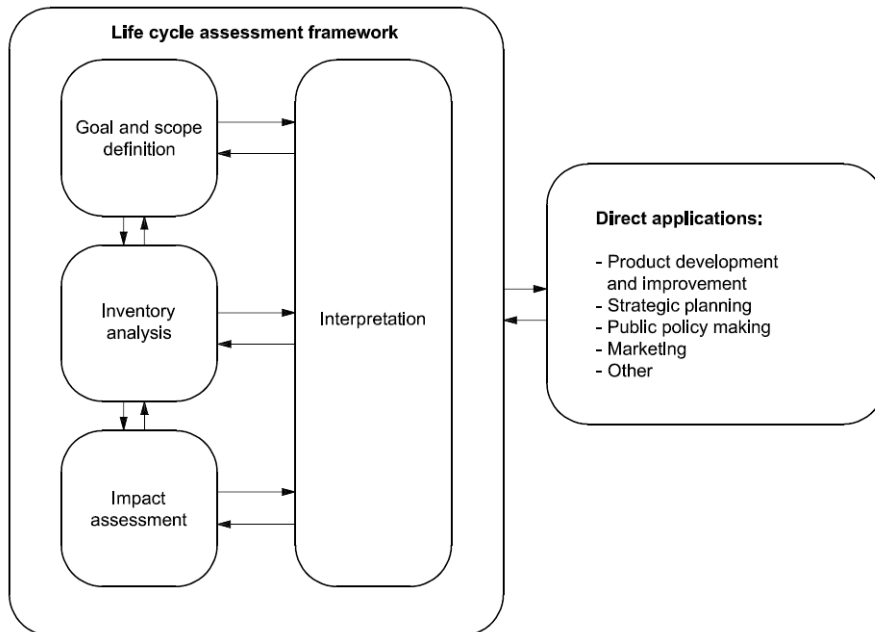 Life cycle assessment framework
Goal and scope
definition
Inventory
analysis
Impact
assessment
Interpretation
Direct applications:
- Product development
and improvement
- Strategic planning
- Public policy making
- Marketlng
- Other